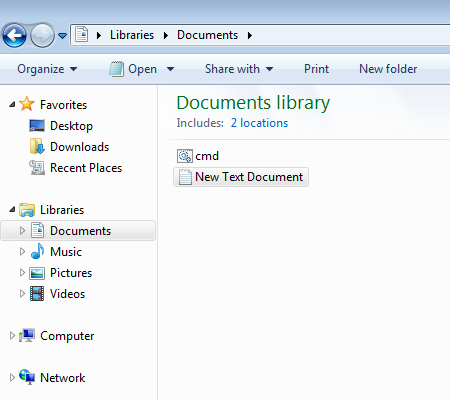 Libraries Documents
Organize Open Share with Print New folder
Favorites
Desktop
Downloads
Recent Places
Libraries
Documents
Music
Pictures
Videos
Computer
Network
Documents library
Includes: 2 locations
cmd
New Text Document